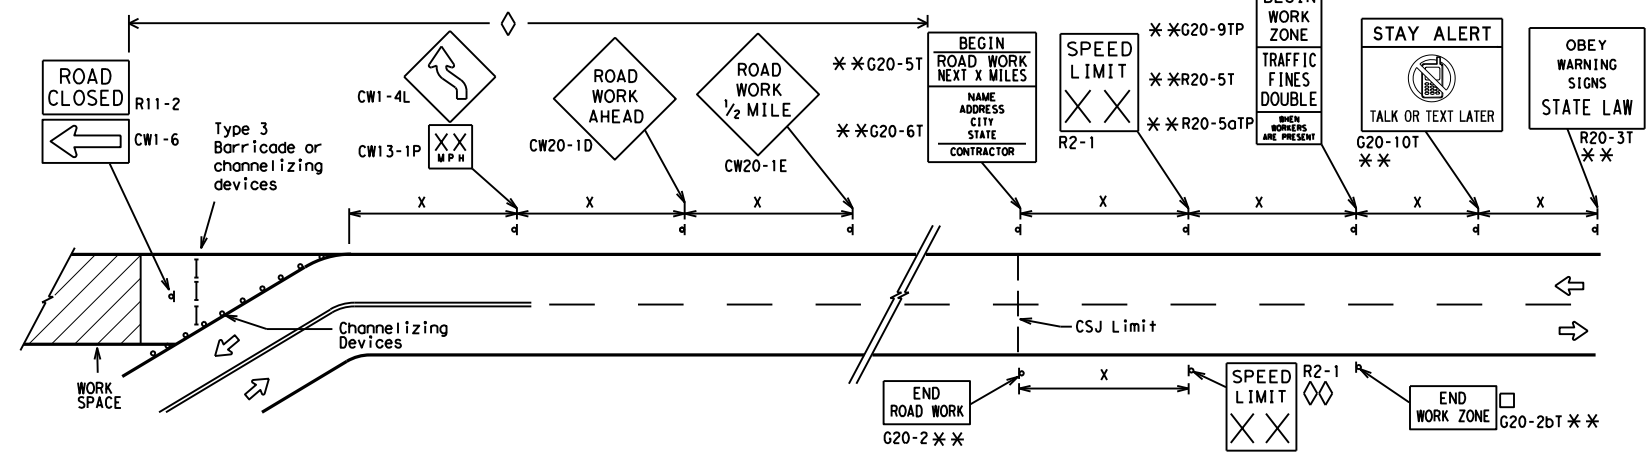 ROAD
CLOSED
R11-2
CW1-6
Type 3
Barricade or
channelizing
devices
CW1-4L
CW13-1P
X X
MPH
ROAD
WORK
AHEAD
CW20-1D
ROAD
WORK
1/2 MILE
CW20-1E
**G20-5T
BEGIN
ROAD WORK
NEXT X MILES
**G20-6T
NAME
ADDRESS
CITY
STATE
CONTRACTOR
SPEED
LIMIT
X X
R2-1
**G20-9TP
BEGIN
WORK
ZONE
**R20-5T
TRAFFIC
FINES
DOUBLE
**R20-5aTP
WHEN
WORKERS
ARE PRESENT
STAY ALERT
TALK OR TEXT LATER
G20-10T
**
OBEY
WARNING
SIGNS
STATE LAW
R20-3T
**
X
X
X
X
X
X
X
Channelizing
Devices
CSJ Limit
WORK
SPACE
END
ROAD WORK
G20-2**
X
SPEED
LIMIT
X X
R2-1
END
WORK ZONE
G20-2bT **